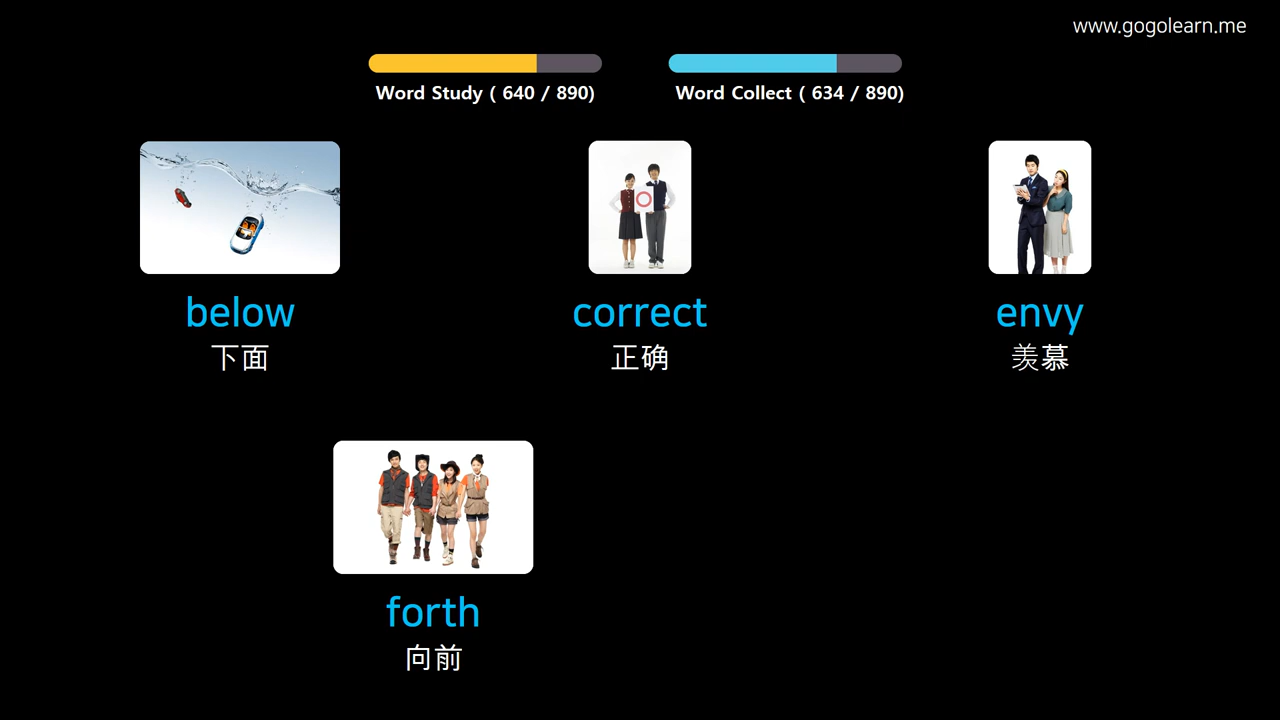 www.gogolearn.me
Word Study ( 640 / 890)
Word Collect ( 634 / 890)
below
下面
correct
正确
envy
羡慕
forth
向前